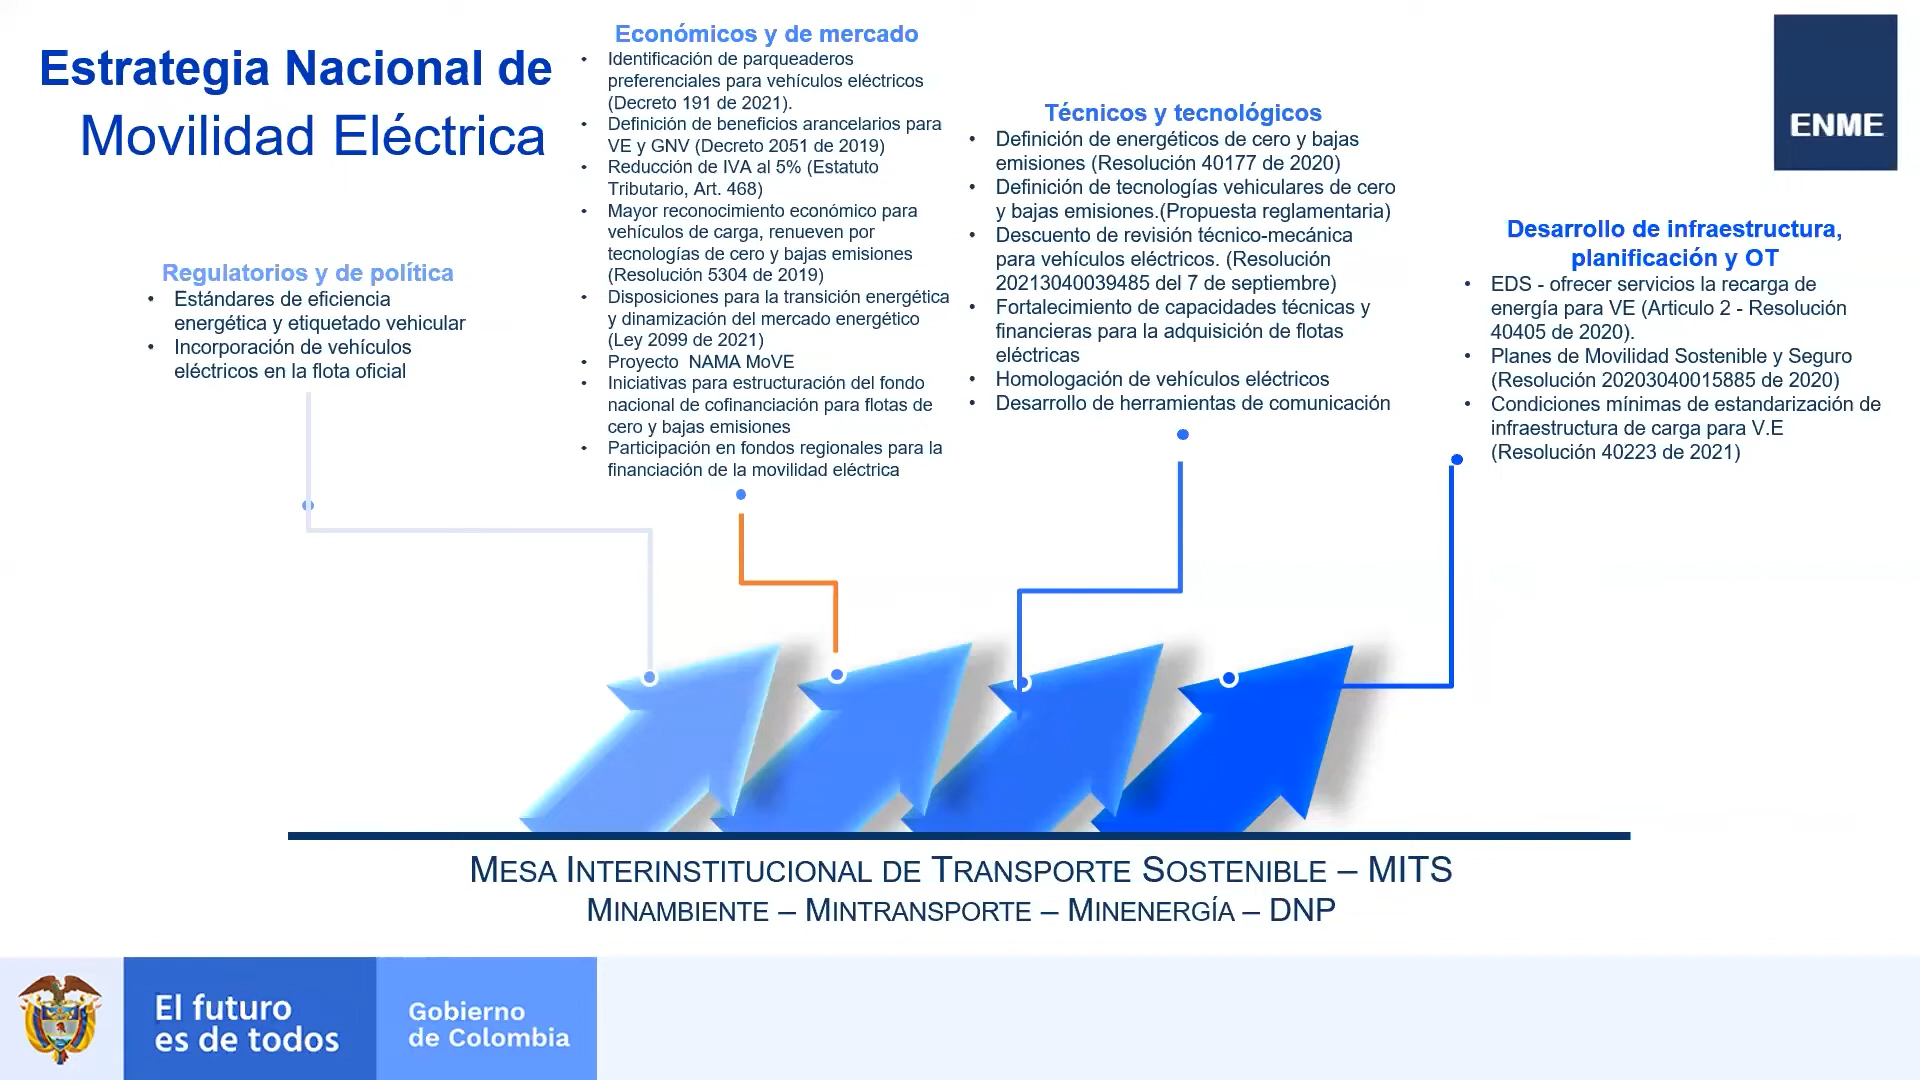 Estrategia Nacional de
Movilidad Eléctrica
Regulatorios y de política
• Estándares de eficiencia
energética y etiquetado vehicular
• Incorporación de vehículos
eléctricos en la flota oficial
Económicos y de mercado
• Identificación de parqueaderos
preferenciales para vehículos eléctricos
(Decreto 191 de 2021).
• Definición de beneficios arancelarios para
VE y GNV (Decreto 2051 de 2019)
• Reducción de IVA al 5% (Estatuto
Tributario, Art. 468)
• Mayor reconocimiento económico para
vehículos de carga, renueven por
tecnologías de cero y bajas emisiones
(Resolución 5304 de 2019)
• Disposiciones para la transición energética
y dinamización del mercado energético
(Ley 2099 de 2021)
• Proyecto  NAMA MoVE
• Iniciativas para estructuración del fondo
nacional de cofinanciación para flotas de
cero y bajas emisiones
• Participación en fondos regionales para la
financiación de la movilidad eléctrica
Técnicos y tecnológicos
• Definición de energéticos de cero y bajas
emisiones (Resolución 40177 de 2020)
• Definición de tecnologías vehiculares de cero
y bajas emisiones.(Propuesta reglamentaria)
• Descuento de revisión técnico-mecánica
para vehículos eléctricos. (Resolución
20213040039485 del 7 de septiembre)
• Fortalecimiento de capacidades técnicas y
financieras para la adquisición de flotas
eléctricas
• Homologación de vehículos eléctricos
• Desarrollo de herramientas de comunicación
ENME
Desarrollo de infraestructura,
planificación y OT
• EDS - ofrecer servicios la recarga de
energía para VE (Articulo 2 - Resolución
40405 de 2020).
• Planes de Movilidad Sostenible y Seguro
(Resolución 20203040015885 de 2020)
• Condiciones mínimas de estandarización de
infraestructura de carga para V.E
(Resolución 40223 de 2021)
MESA INTERINSTITUCIONAL DE TRANSPORTE SOSTENIBLE – MITS
MINAMBIENTE – MINTRANSPORTE – MINENERGÍA – DNP
El futuro
es de todos
Gobierno
de Colombia